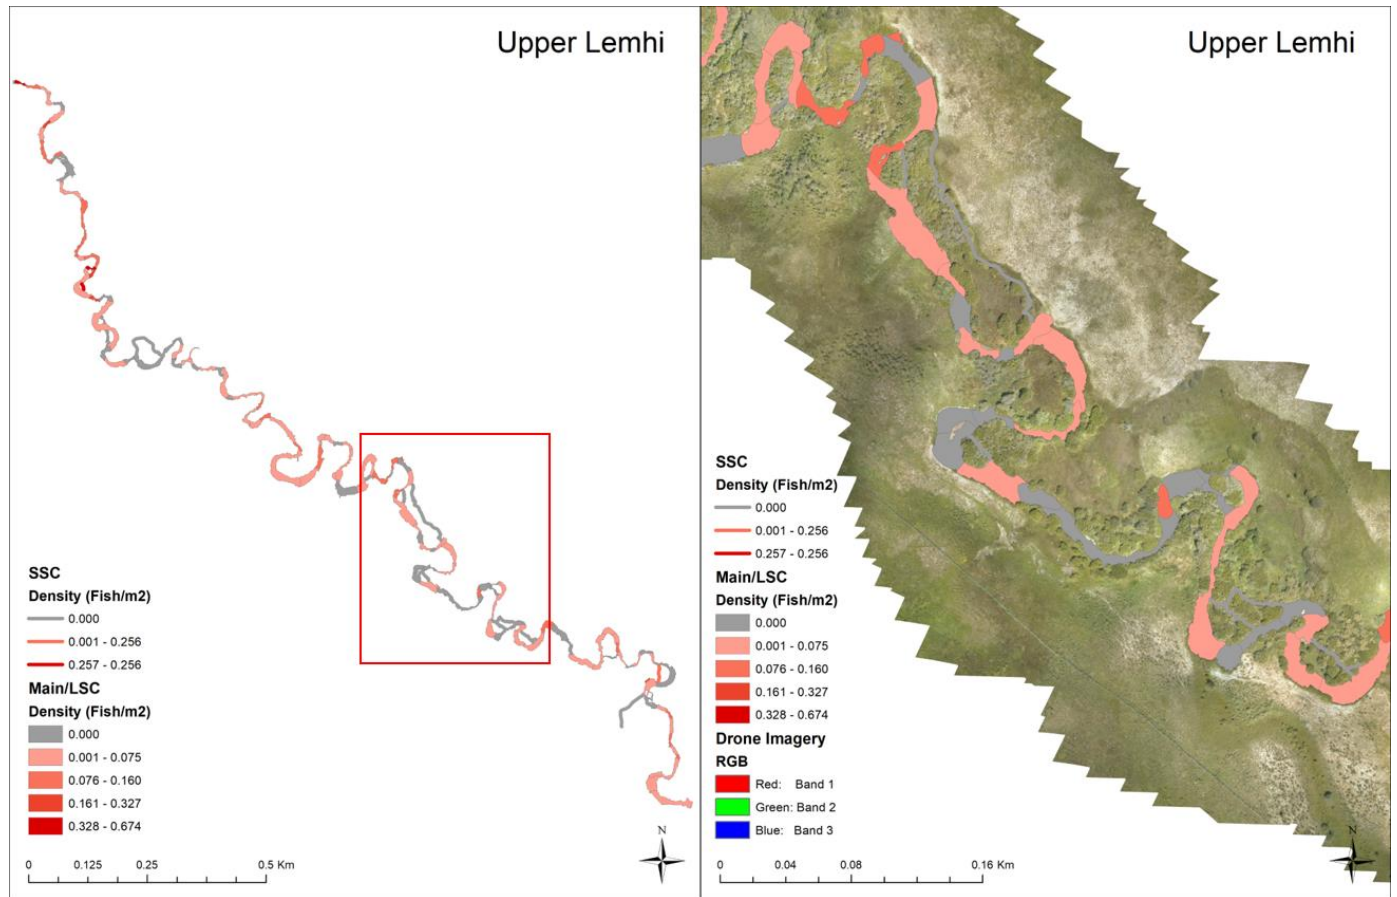 Upper Lemhi
SSC
Density (Fish/m2)
0.000
0.001 - 0.256
0.257 - 0.256
Main/LSC
Density (Fish/m2)
0.000
0.001 - 0.075
0.076 - 0.160
0.161 - 0.327
0.328 - 0.674
0 0.125 0.25 0.5 Km
N
Upper Lemhi
SSC
Density (Fish/m2)
0.000
0.001 - 0.256
0.257 - 0.256
Main/LSC
Density (Fish/m2)
0.000
0.001 - 0.075
0.076 - 0.160
0.161 - 0.327
0.328 - 0.674
Drone Imagery
RGB
Red: Band 1
Green: Band 2
Blue: Band 3
0 0.04 0.08 0.16 Km
N